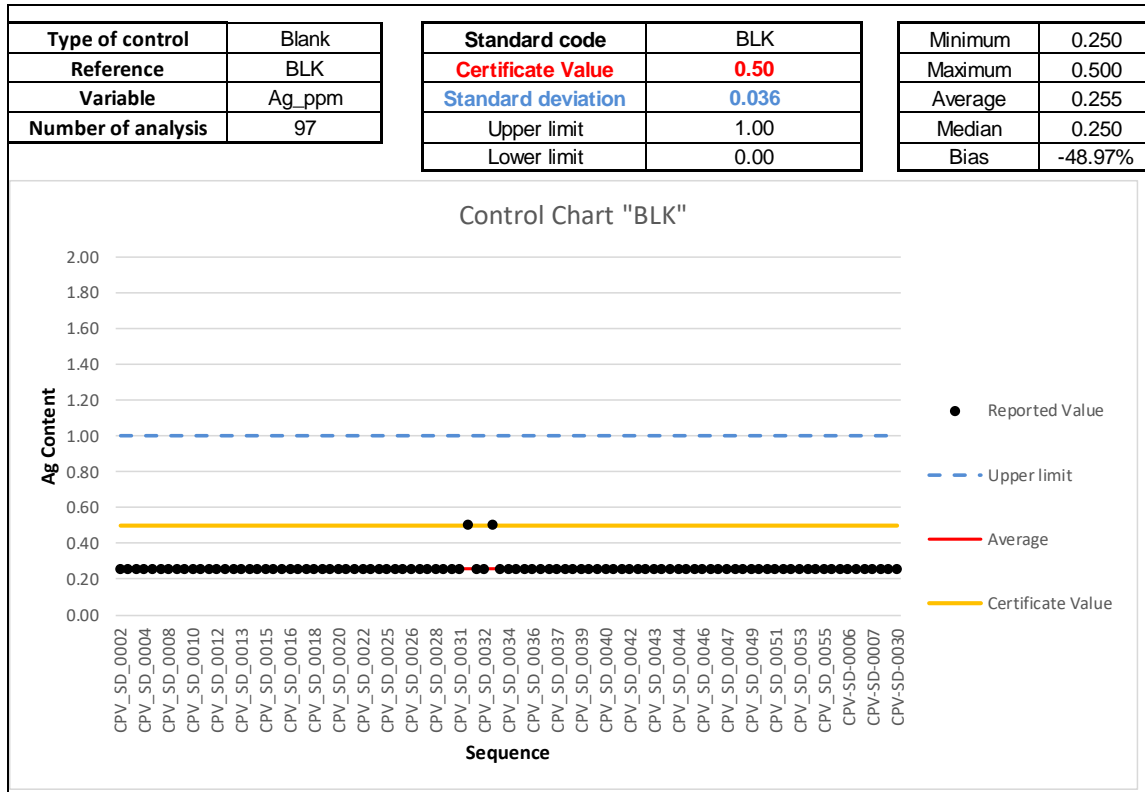 Type of control Blank
Reference BLK
Variable Ag_ppm
Number of analysis 97
Standard code BLK
Certificate Value 0.50
Standard deviation 0.036
Upper limit 1.00
Lower limit 0.00
Minimum 0.250
Maximum 0.500
Average 0.255
Median 0.250
Bias -48.97%
Control Chart "BLK"
Ag Content
2.00
1.80
1.60
1.40
1.20
1.00
0.80
0.60
0.40
0.20
0.00
Reported Value
Upper limit
Average
Certificate Value
CPV_SD_0002
CPV_SD_0004
CPV_SD_0008
CPV_SD_0010
CPV_SD_0012
CPV_SD_0013
CPV_SD_0015
CPV_SD_0016
CPV_SD_0018
CPV_SD_0020
CPV_SD_0022
CPV_SD_0025
CPV_SD_0026
CPV_SD_0028
CPV_SD_0031
CPV_SD_0032
CPV_SD_0034
CPV_SD_0036
CPV_SD_0037
CPV_SD_0039
CPV_SD_0040
CPV_SD_0042
CPV_SD_0043
CPV_SD_0044
CPV_SD_0046
CPV_SD_0047
CPV_SD_0049
CPV_SD_0051
CPV_SD_0053
CPV_SD_0055
CPV-SD-0006
CPV-SD-0007
CPV-SD-0030
Sequence